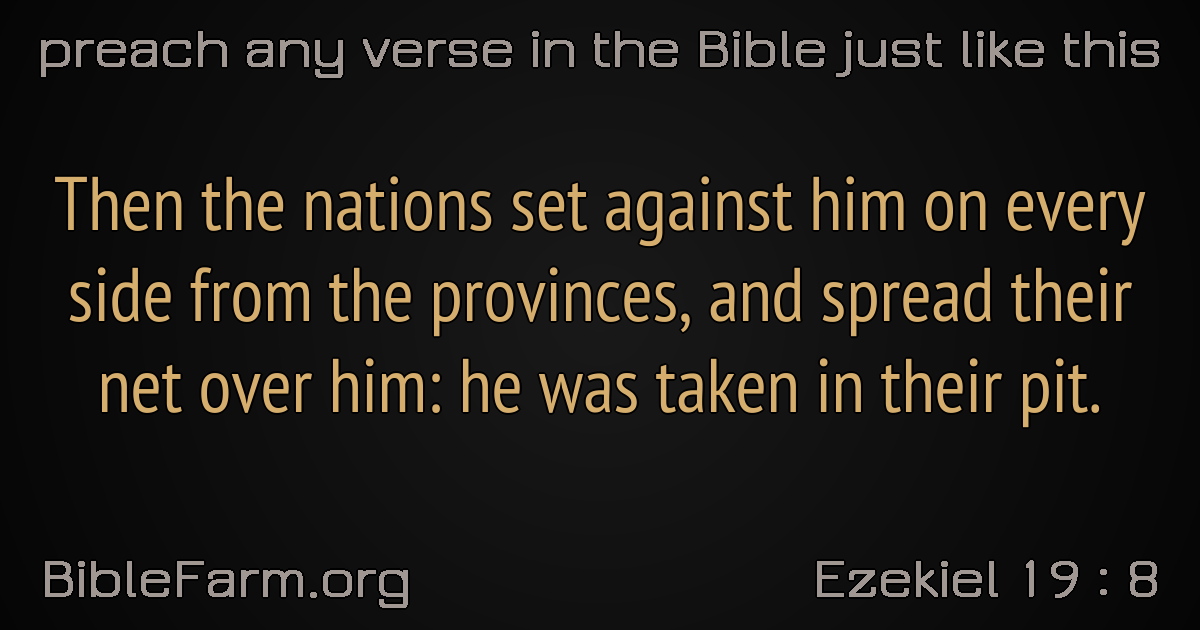 preach any verse in the Bible just like this
Then the nations set against him on every
side from the provinces, and spread their
net over him: he was taken in their pit.
BibleFarm.org
Ezekiel 19 : 8